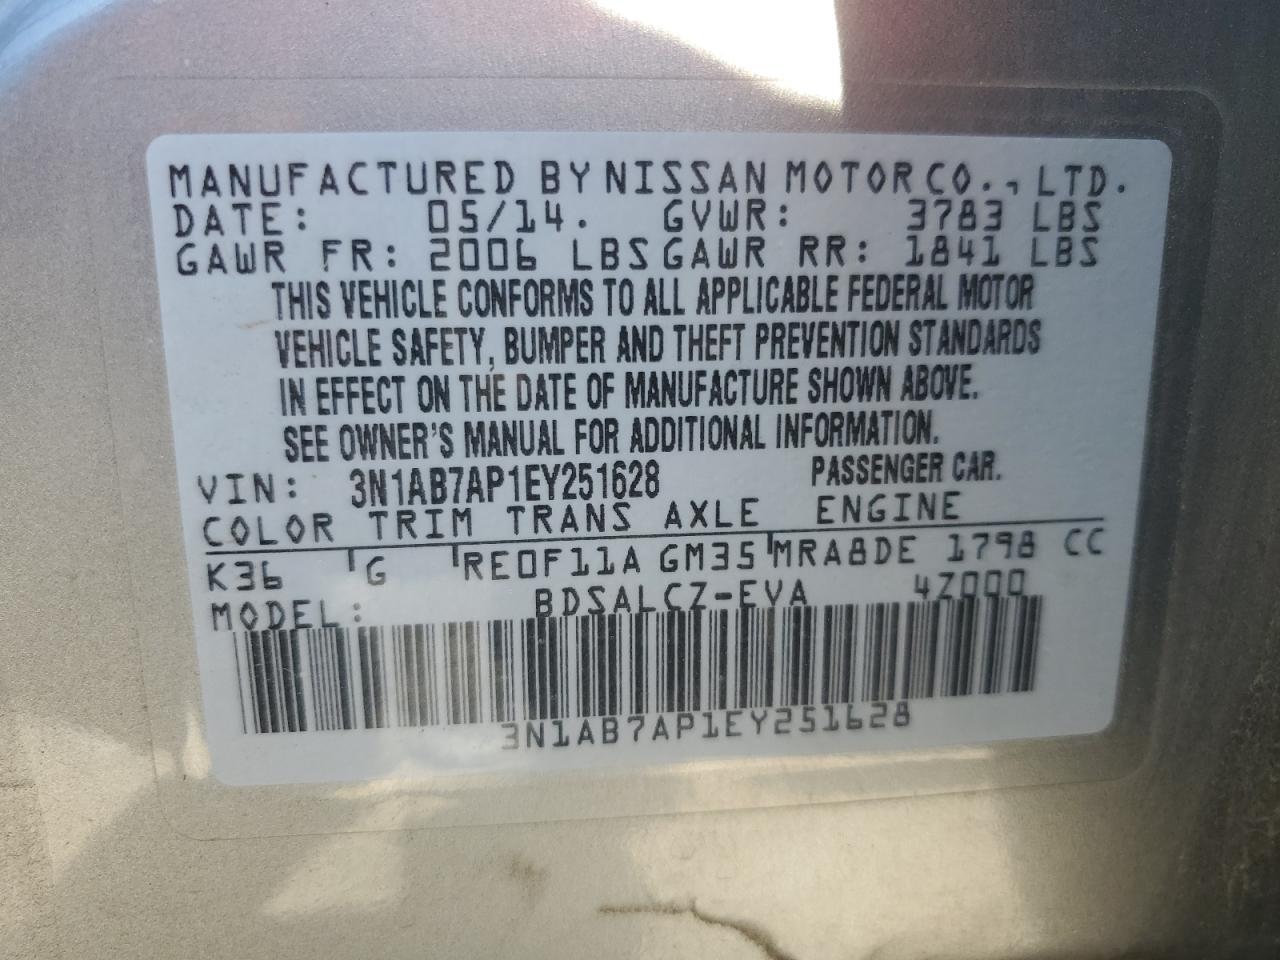 MANUFACTURED BY NISSAN MOTOR CO., LTD.
DATE: 05/14. GVWR: 3783 LBS
GAWR FR: 2006 LBS GAWR RR: 1841 LBS
THIS VEHICLE CONFORMS TO ALL APPLICABLE FEDERAL MOTOR
VEHICLE SAFETY, BUMPER AND THEFT PREVENTION STANDARDS
IN EFFECT ON THE DATE OF MANUFACTURE SHOWN ABOVE.
SEE OWNER'S MANUAL FOR ADDITIONAL INFORMATION.
VIN: 3N1AB7AP1EY251628 PASSENGER CAR.
COLOR TRIM TRANS AXLE ENGINE
K36 G RE0F11A GM35 MRA8DE 1798 CC
MODEL: BDSALCZ-EVA 4Z000
3N1AB7AP1EY251628